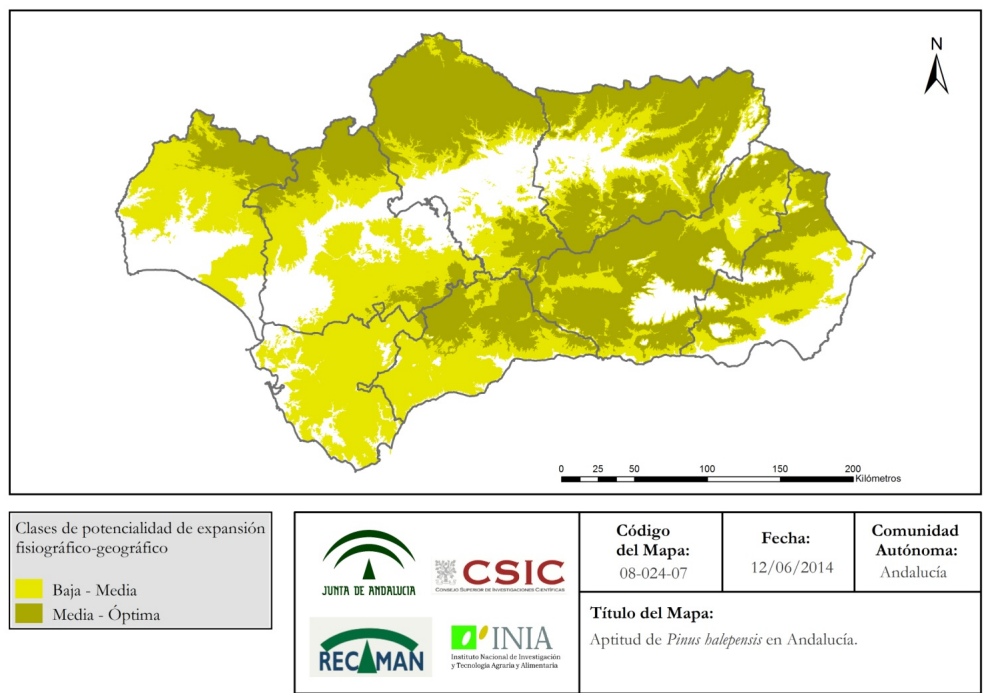 N
0 25 50 100 150 200
Kilómetros
Clases de potencialidad de expansión
fisiográfico-geográfico
Baja - Media
Media - Óptima
JUNTA DE ANDALUCIA
CSIC
CONSEJO SUPERIOR DE INVESTIGACIONES CIENTÍFICAS
RECAMAN
INIA
Instituto Nacional de Investigación
y Tecnología Agraria y Alimentaria
Código
del Mapa:
08-024-07
Fecha:
12/06/2014
Comunidad
Autónoma:
Andalucía
Título del Mapa:
Aptitud de Pinus halepensis en Andalucía.